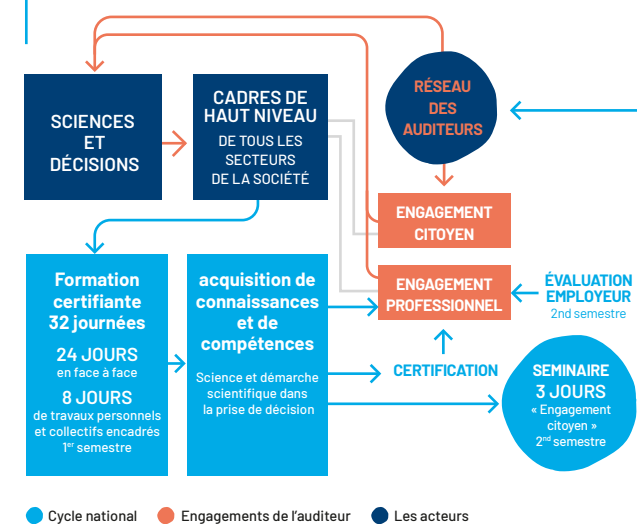 SCIENCES
ET
DÉCISIONS
CADRES DE
HAUT NIVEAU
DE TOUS LES
SECTEURS
DE LA SOCIÉTÉ
RÉSEAU
DES
AUDITEURS
ENGAGEMENT
CITOYEN
ENGAGEMENT
PROFESSIONNEL
ÉVALUATION
EMPLOYEUR
2nd semestre
Formation
certifiante
32 journées
24 JOURS
en face à face
8 JOURS
de travaux personnels
et collectifs encadrés
1er semestre
acquisition de
connaissances
et de
compétences
Science et démarche
scientifique dans
la prise de décision
CERTIFICATION
SEMINAIRE
3 JOURS
« Engagement
citoyen »
2nd semestre
Cycle national
Engagements de l'auditeur
Les acteurs